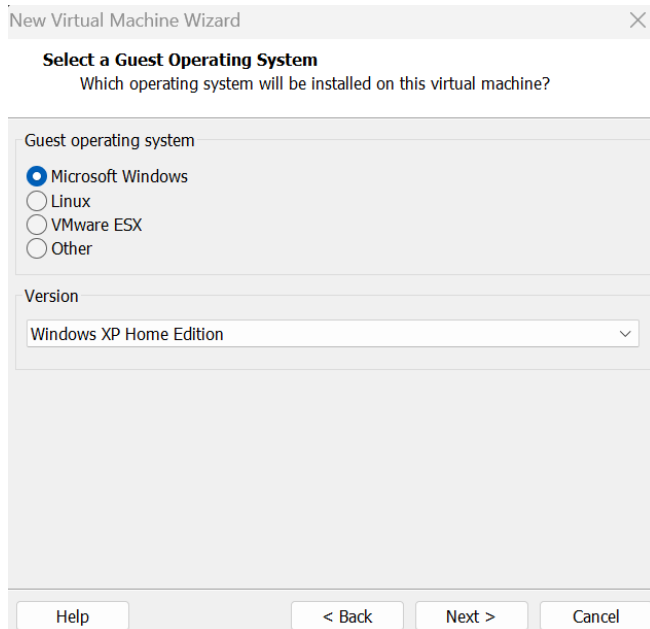 New Virtual Machine Wizard
Select a Guest Operating System
Which operating system will be installed on this virtual machine?
Guest operating system
Microsoft Windows
Linux
VMware ESX
Other
Version
Windows XP Home Edition
Help
< Back
Next >
Cancel